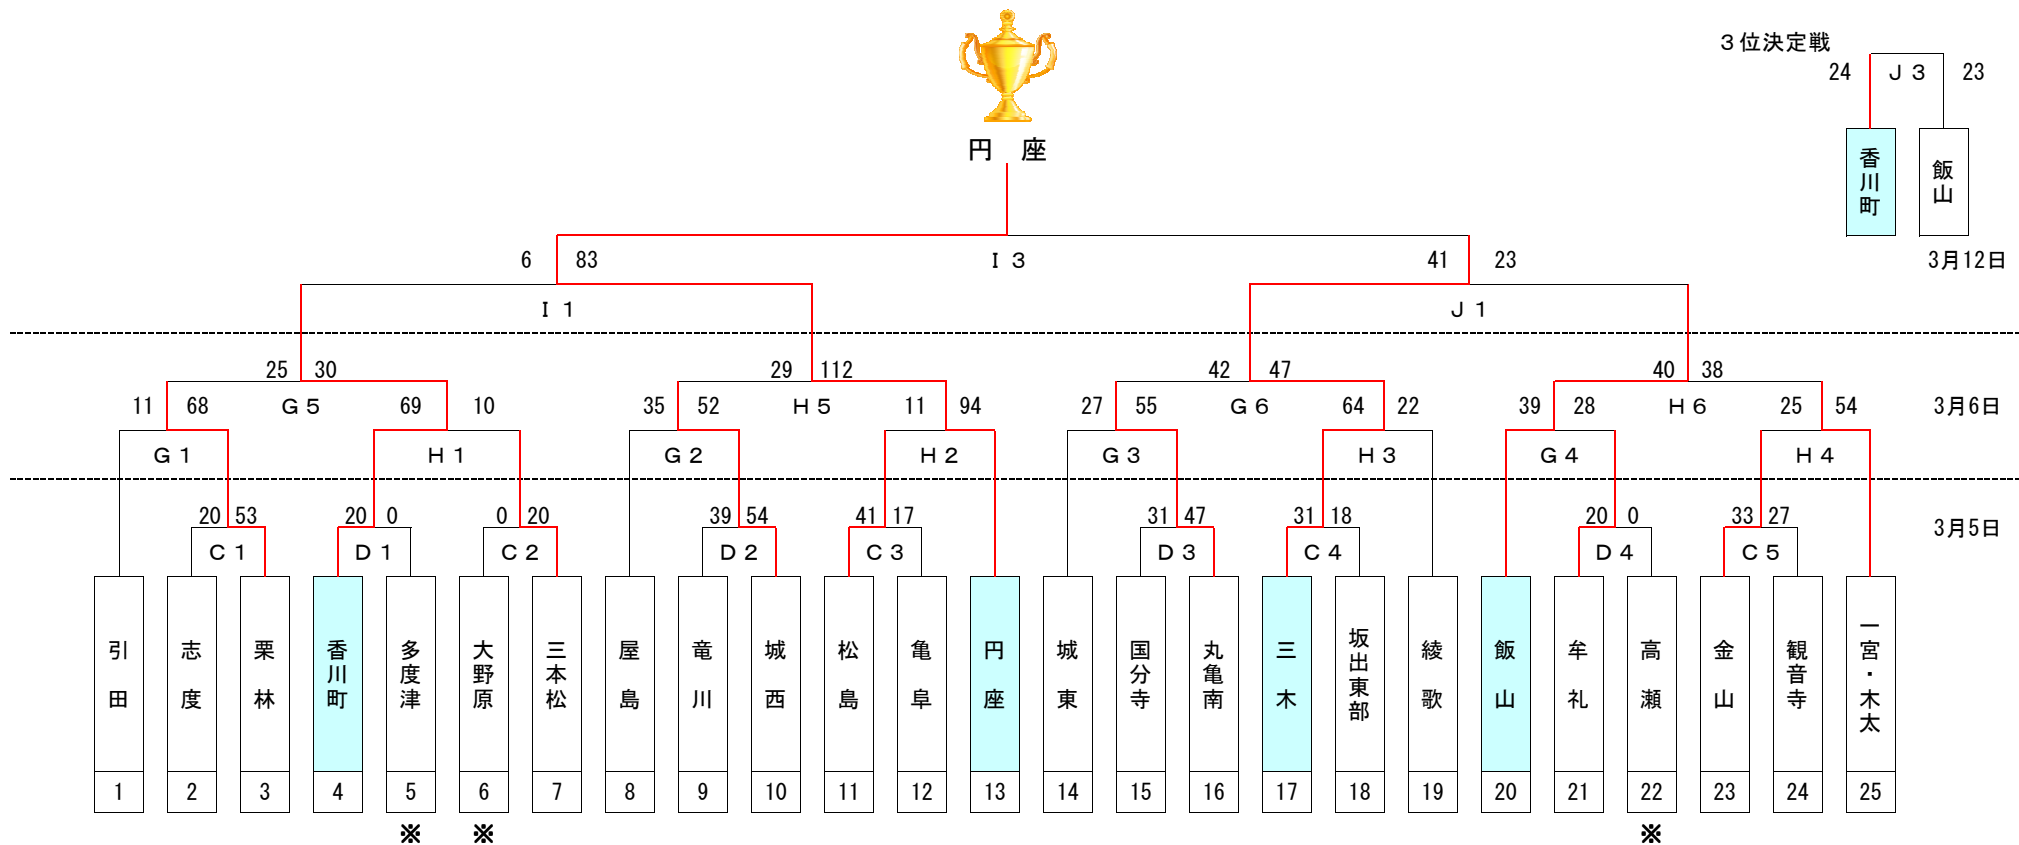 ３位決定戦
24 Ｊ３ 23
円　座
香川町 飯山
6 83 Ｉ３ 41 23 3月12日
Ｉ１ Ｊ１
25 30 29 112 42 47 40 38
11 68 Ｇ５ 69 10 35 52 Ｈ５ 11 94 27 55 Ｇ６ 64 22 39 28 Ｈ６ 25 54 3月6日
Ｇ１ Ｈ１ Ｇ２ Ｈ２ Ｇ３ Ｈ３ Ｇ４ Ｈ４
20 53 20 0 0 20 39 54 41 17 31 47 31 18 20 0 33 27 3月5日
Ｃ１ Ｄ１ Ｃ２ Ｄ２ Ｃ３ Ｄ３ Ｃ４ Ｄ４ Ｃ５
引田
志度
栗林
香川町
多度津
大野原
三本松
屋島
竜川
城西
松島
亀阜
円座
城東
国分寺
丸亀南
三木
坂出東部
綾歌
飯山
牟礼
高瀬
金山
観音寺
一宮・木太
1 2 3 4 5 6 7 8 9 10 11 12 13 14 15 16 17 18 19 20 21 22 23 24 25
※ ※ ※